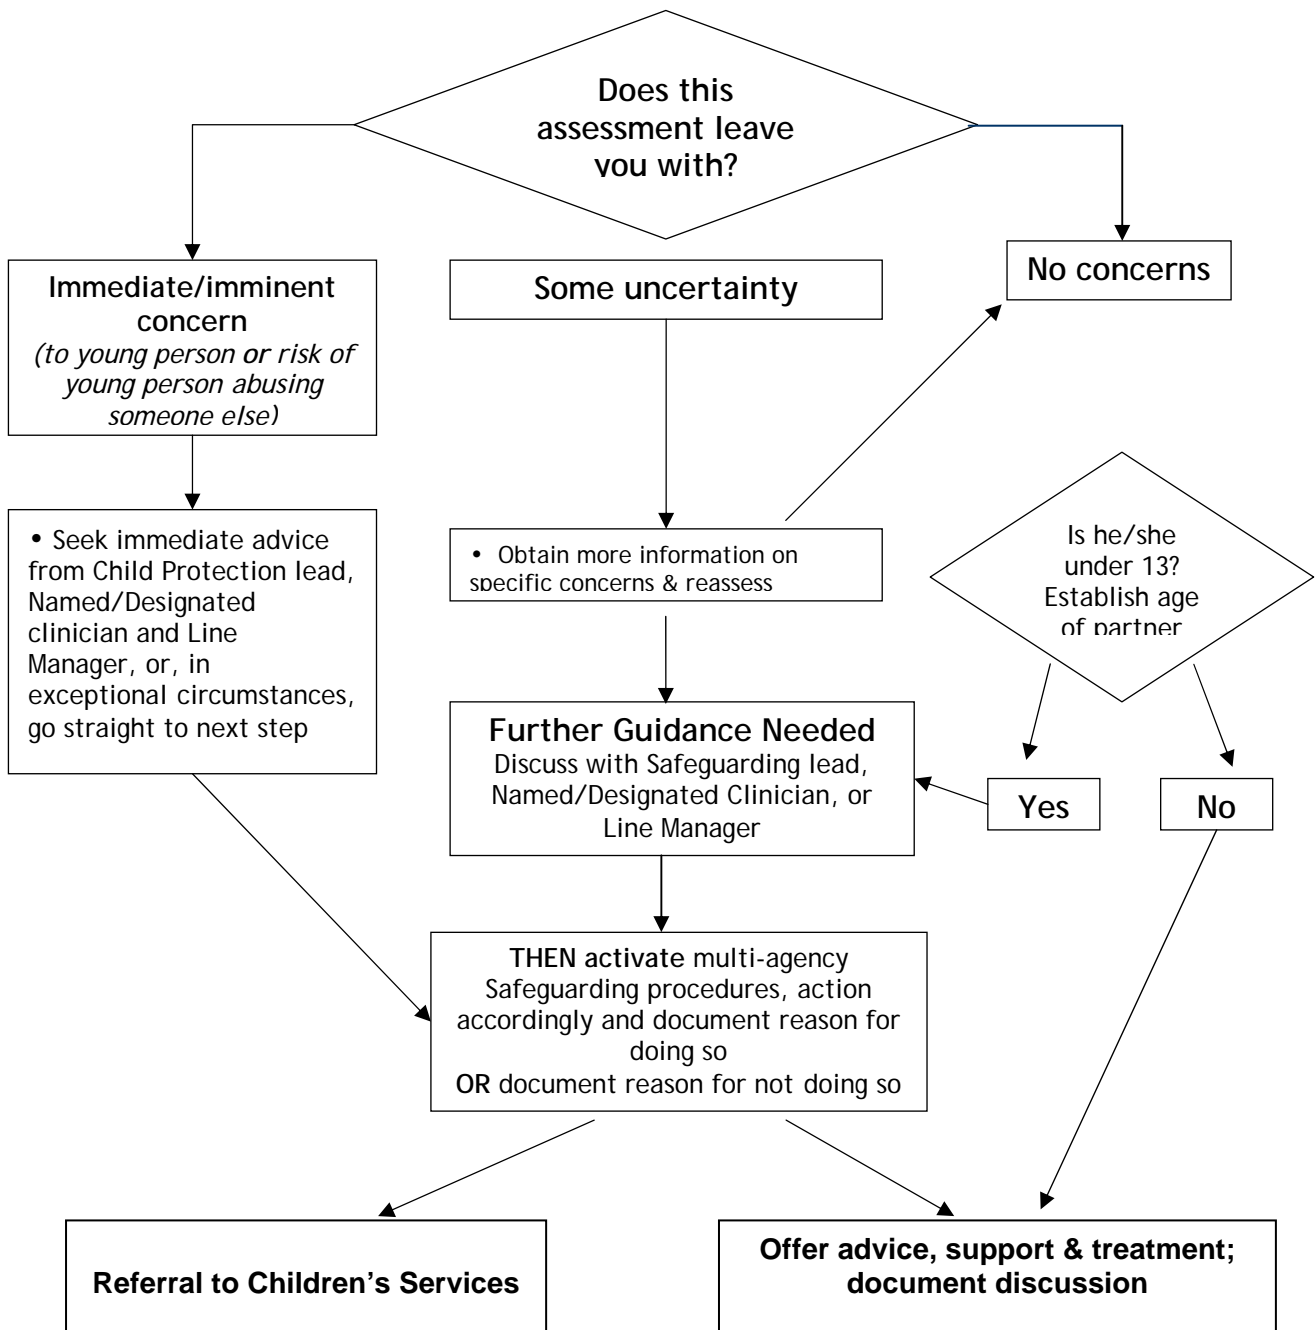 Does this
assessment leave
you with?
Immediate/imminent
concern
(to young person or risk of
young person abusing
someone else)
Some uncertainty
No concerns
• Seek immediate advice
from Child Protection lead,
Named/Designated
clinician and Line
Manager, or, in
exceptional circumstances,
go straight to next step
• Obtain more information on
specific concerns & reassess
Is he/she
under 13?
Establish age
of partner
Further Guidance Needed
Discuss with Safeguarding lead,
Named/Designated Clinician, or
Line Manager
Yes
No
THEN activate multi-agency
Safeguarding procedures, action
accordingly and document reason for
doing so
OR document reason for not doing so
Referral to Children’s Services
Offer advice, support & treatment;
document discussion